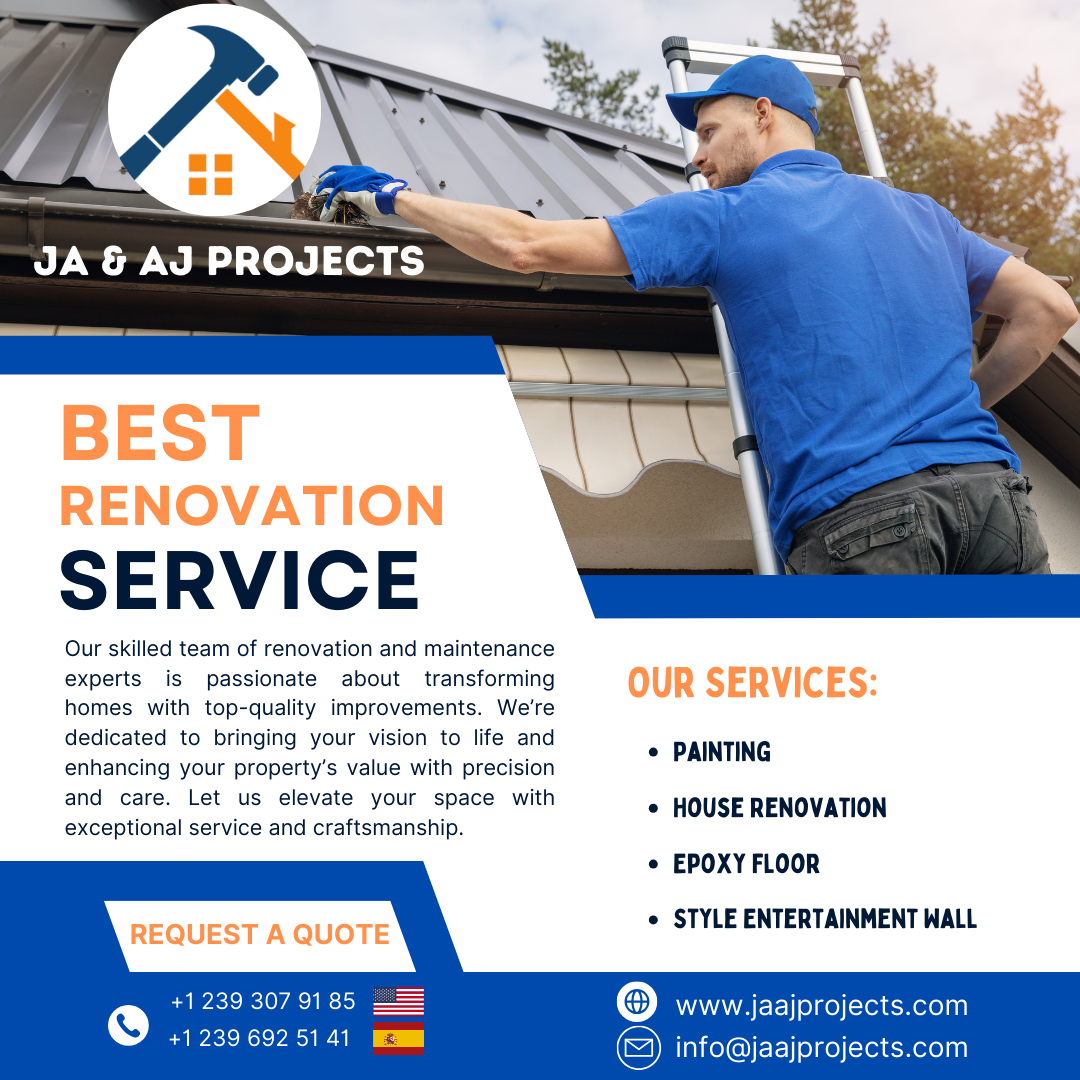 JA & AJ PROJECTS
BEST
RENOVATION
SERVICE
Our skilled team of renovation and maintenance
experts is passionate about transforming
homes with top-quality improvements. We’re
dedicated to bringing your vision to life and
enhancing your property’s value with precision
and care. Let us elevate your space with
exceptional service and craftsmanship.
OUR SERVICES:
• PAINTING
• HOUSE RENOVATION
• EPOXY FLOOR
• STYLE ENTERTAINMENT WALL
REQUEST A QUOTE
+1 239 307 91 85
+1 239 692 51 41
www.jaajprojects.com
info@jaajprojects.com